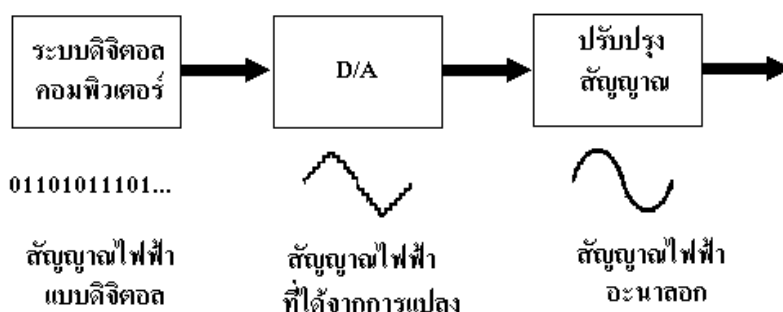 ระบบดิจิตอล
คอมพิวเตอร์
D/A
ปรับปรุง
สัญญาณ
01101011101...
สัญญาณไฟฟ้า
แบบดิจิตอล
สัญญาณไฟฟ้า
ที่ได้จากการแปลง
สัญญาณไฟฟ้า
อะนาลอก